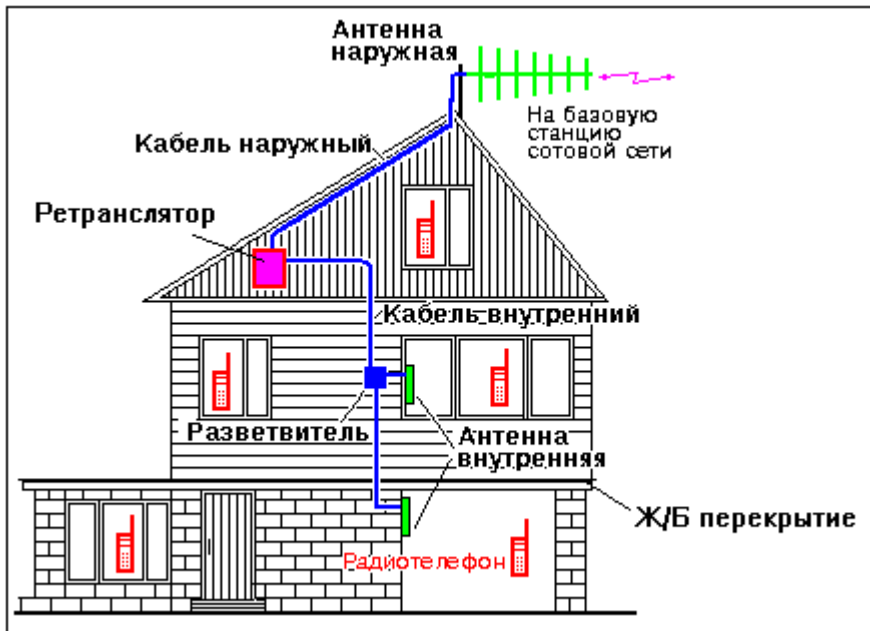 Антенна
наружная
На базовую
станцию
сотовой сети
Кабель наружный
Ретранслятор
Кабель внутренний
Разветвитель
Антенна
внутренняя
Ж/Б перекрытие
Радиотелефон